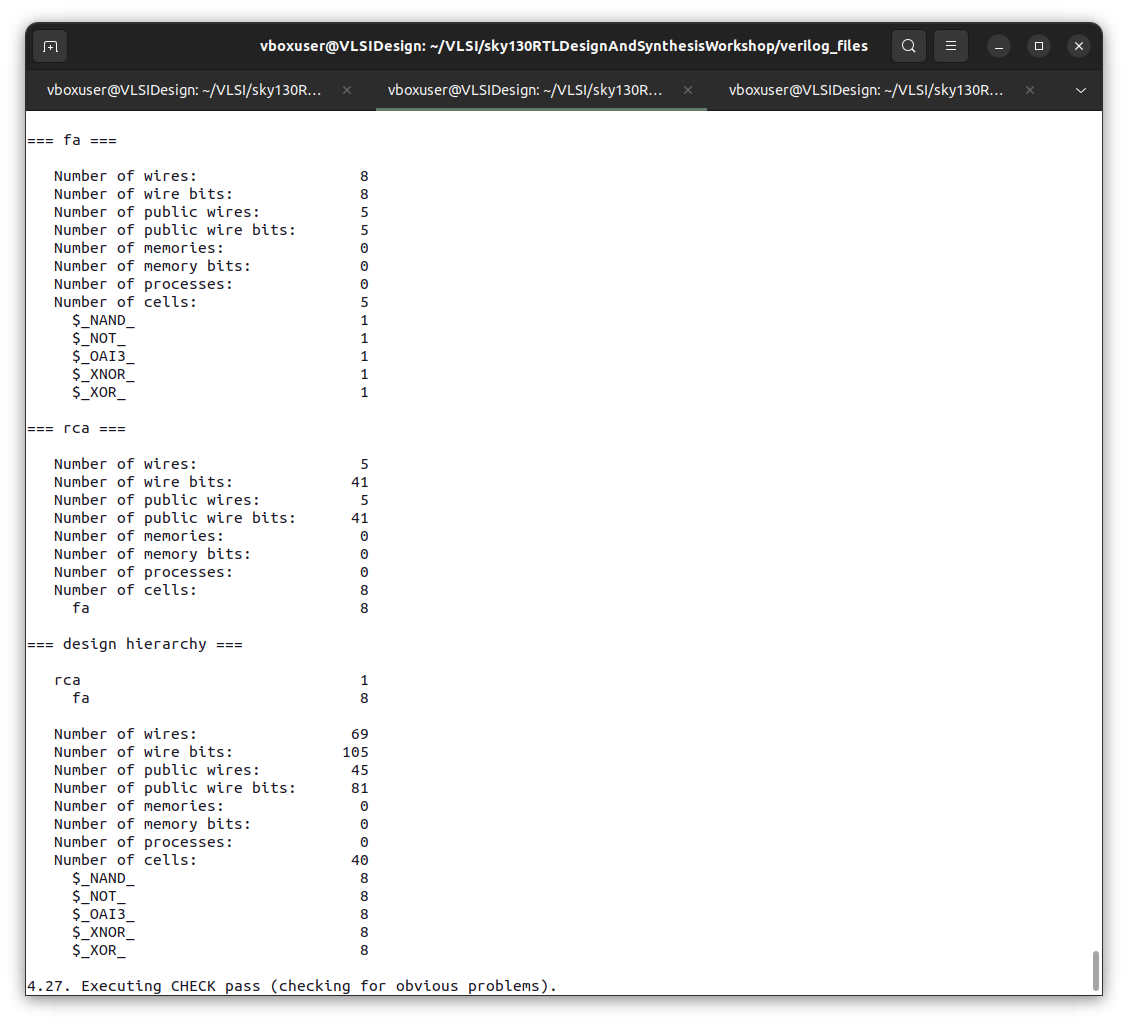 vboxuser@VLSIDesign: ~/VLSI/sky130RTLDesignAndSynthesisWorkshop/verilog_files
vboxuser@VLSIDesign: ~/VLSI/sky130R... × vboxuser@VLSIDesign: ~/VLSI/sky130R... × vboxuser@VLSIDesign: ~/VLSI/sky130R... ×
=== fa ===
Number of wires: 8
Number of wire bits: 8
Number of public wires: 5
Number of public wire bits: 5
Number of memories: 0
Number of memory bits: 0
Number of processes: 0
Number of cells: 5
$_NAND_ 1
$_NOT_ 1
$_OAI3_ 1
$_XNOR_ 1
$_XOR_ 1
=== rca ===
Number of wires: 5
Number of wire bits: 41
Number of public wires: 5
Number of public wire bits: 41
Number of memories: 0
Number of memory bits: 0
Number of processes: 0
Number of cells: 8
fa 8
=== design hierarchy ===
rca 1
fa 8
Number of wires: 69
Number of wire bits: 105
Number of public wires: 45
Number of public wire bits: 81
Number of memories: 0
Number of memory bits: 0
Number of processes: 0
Number of cells: 40
$_NAND_ 8
$_NOT_ 8
$_OAI3_ 8
$_XNOR_ 8
$_XOR_ 8
4.27. Executing CHECK pass (checking for obvious problems).